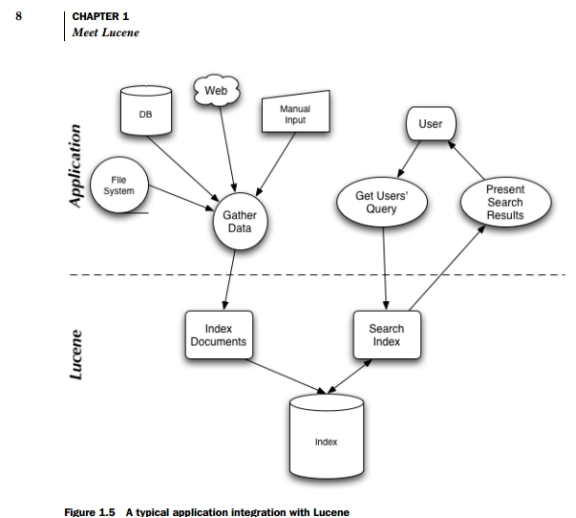 8
CHAPTER 1
Meet Lucene
Application
DB
Web
Manual
Input
File
System
Gather
Data
User
Get Users'
Query
Present
Search
Results
Lucene
Index
Documents
Search
Index
Index
Figure 1.5 A typical application integration with Lucene